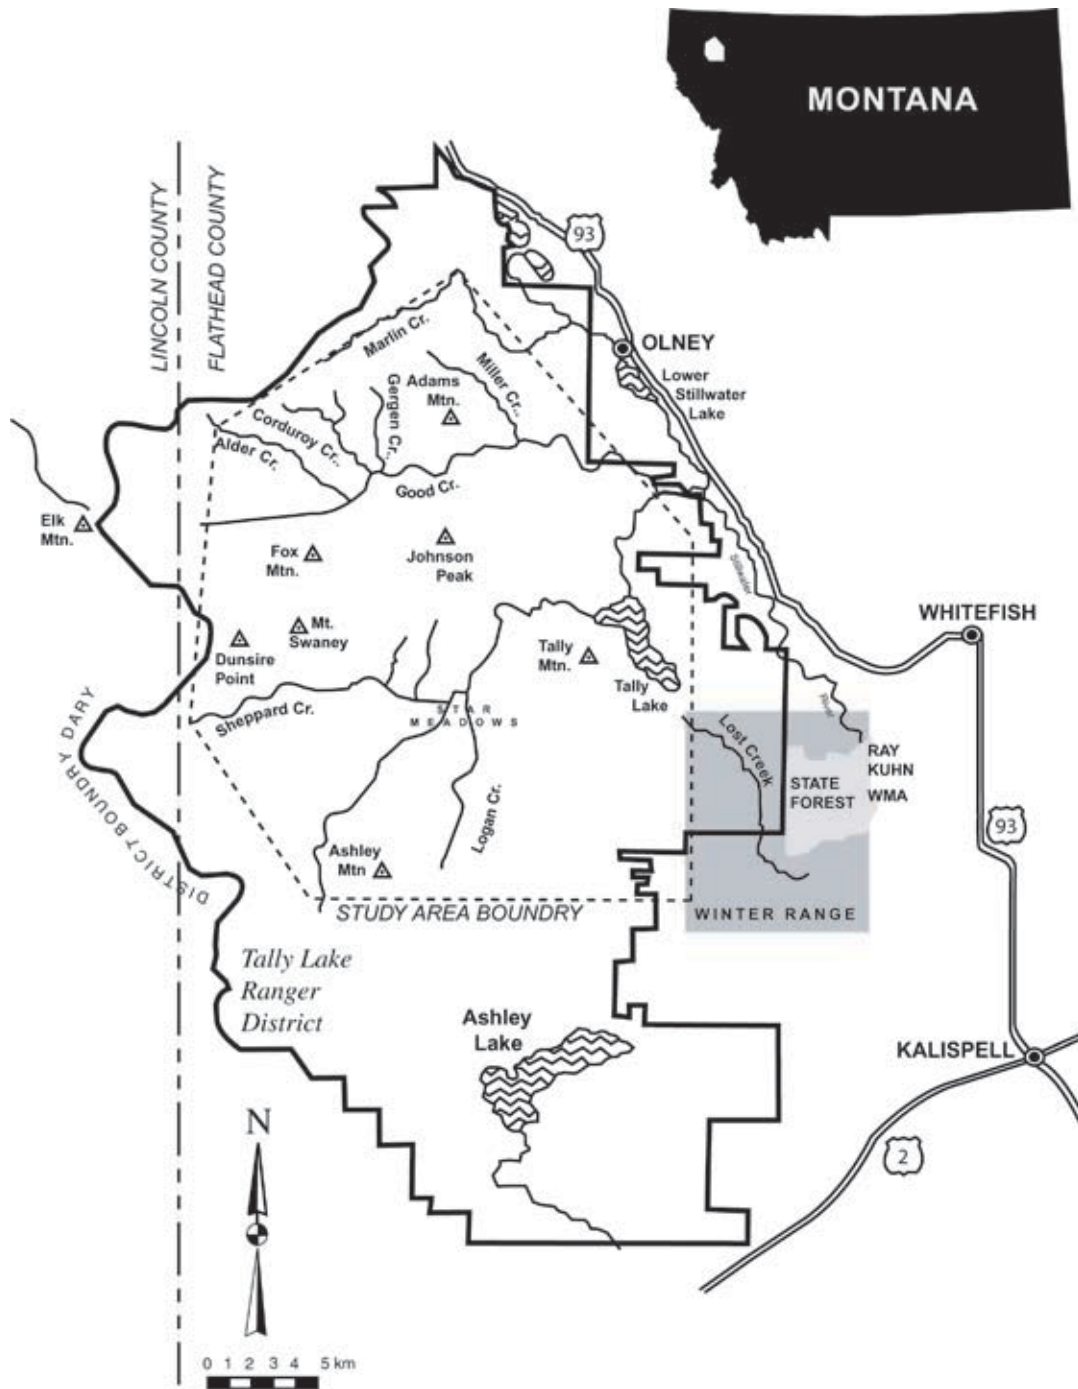 MONTANA
LINCOLN COUNTY
FLATHEAD COUNTY
93
OLNEY
Lower
Stillwater
Lake
Marlin Cr.
Miller Cr..
Gergen Cr..
Adams
Mtn.
Corduroy Cr..
Alder Cr.
Good Cr.
Elk
Mtn.
Fox
Mtn.
Johnson
Peak
Stillwater
WHITEFISH
Mt.
Swaney
Dunsire
Point
Tally
Mtn.
Tally
Lake
River
Sheppard Cr.
STAR
MEADOWS
Lost Creek
RAY
KUHN
WMA
STATE
FOREST
Logan Cr.
93
DISTRICT BOUNDRY DARY
Ashley
Mtn
STUDY AREA BOUNDRY
WINTER RANGE
Tally Lake
Ranger
District
Ashley
Lake
KALISPELL
N
2
0 1 2 3 4 5 km